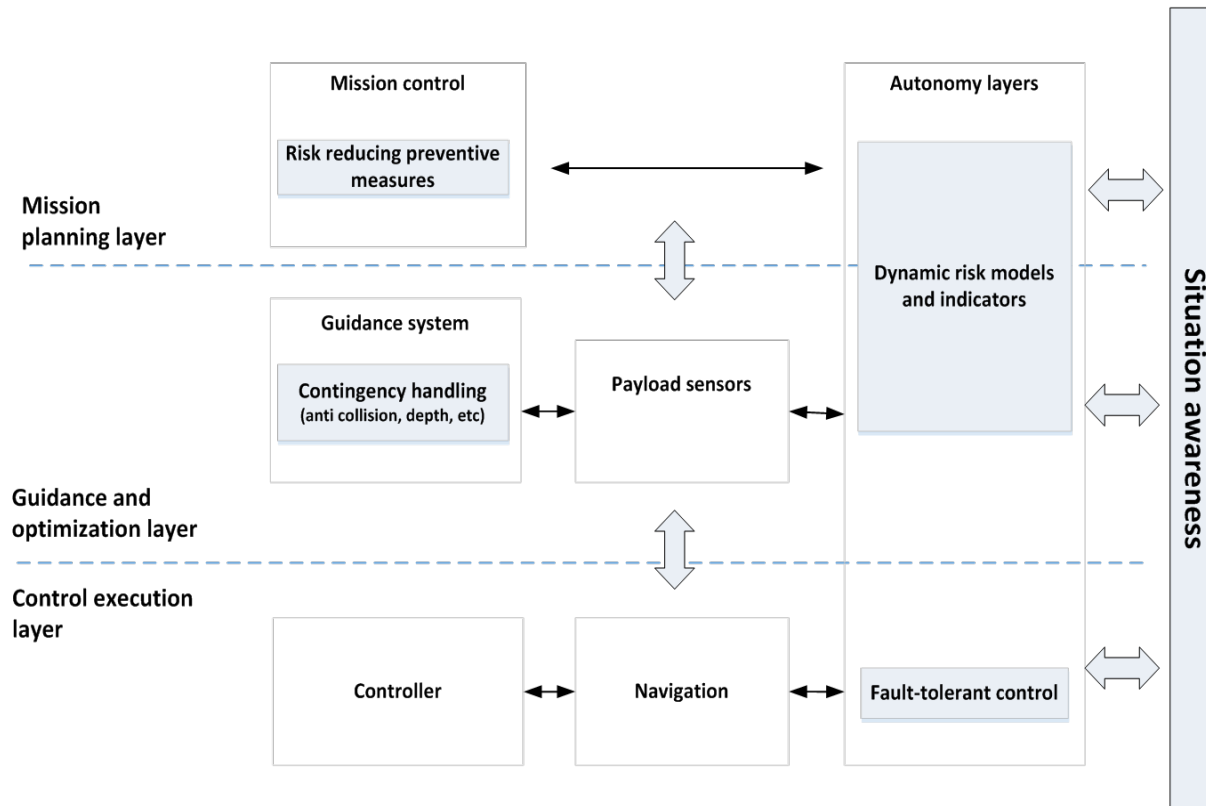 Mission control
Risk reducing preventive
measures
Autonomy layers
Mission
planning layer
Dynamic risk models
and indicators
Guidance system
Contingency handling
(anti collision, depth, etc)
Payload sensors
Situation awareness
Guidance and
optimization layer
Control execution
layer
Controller
Navigation
Fault-tolerant control